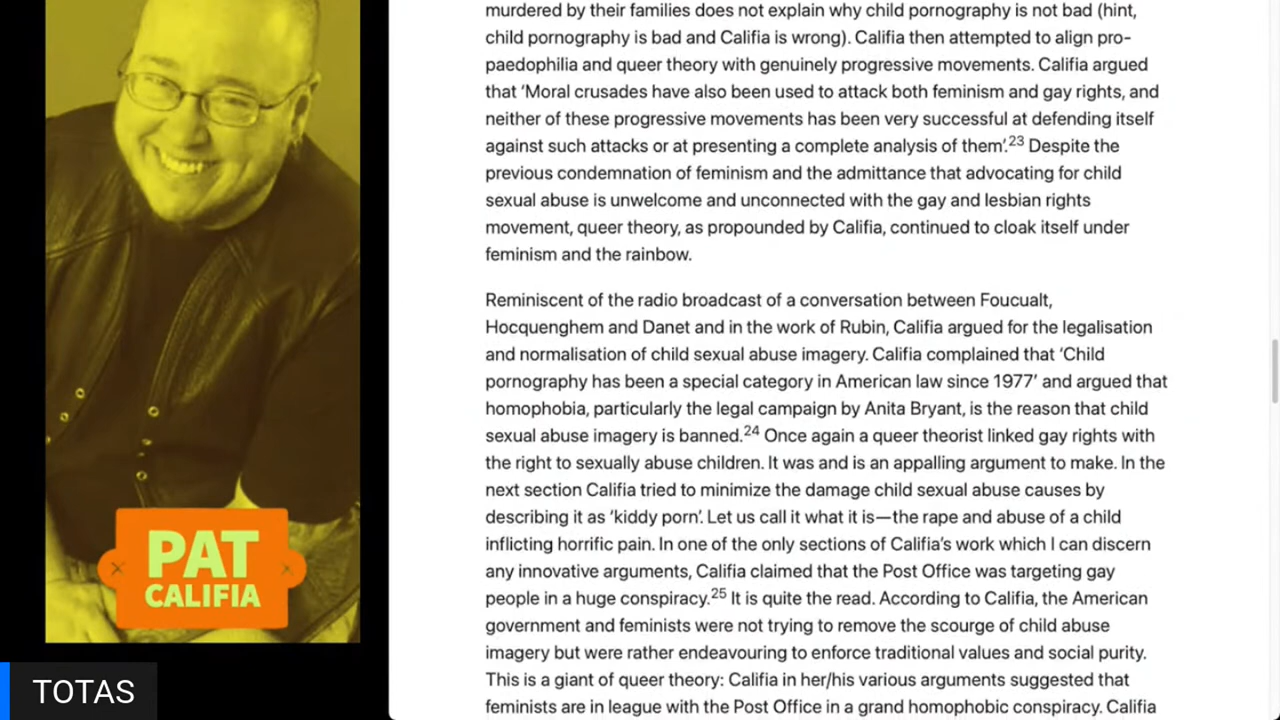 murdered by their families does not explain why child pornography is not bad (hint,
child pornography is bad and Califia is wrong). Califia then attempted to align pro-
paedophilia and queer theory with genuinely progressive movements. Califia argued
that ‘Moral crusades have also been used to attack both feminism and gay rights, and
neither of these progressive movements has been very successful at defending itself
against such attacks or at presenting a complete analysis of them’.23 Despite the
previous condemnation of feminism and the admittance that advocating for child
sexual abuse is unwelcome and unconnected with the gay and lesbian rights
movement, queer theory, as propounded by Califia, continued to cloak itself under
feminism and the rainbow.
Reminiscent of the radio broadcast of a conversation between Foucualt,
Hocquenghem and Danet and in the work of Rubin, Califia argued for the legalisation
and normalisation of child sexual abuse imagery. Califia complained that ‘Child
pornography has been a special category in American law since 1977’ and argued that
homophobia, particularly the legal campaign by Anita Bryant, is the reason that child
sexual abuse imagery is banned.24 Once again a queer theorist linked gay rights with
the right to sexually abuse children. It was and is an appalling argument to make. In the
next section Califia tried to minimize the damage child sexual abuse causes by
describing it as ‘kiddy porn’. Let us call it what it is—the rape and abuse of a child
inflicting horrific pain. In one of the only sections of Califia’s work which I can discern
any innovative arguments, Califia claimed that the Post Office was targeting gay
people in a huge conspiracy.25 It is quite the read. According to Califia, the American
government and feminists were not trying to remove the scourge of child abuse
imagery but were rather endeavouring to enforce traditional values and social purity.
This is a giant of queer theory: Califia in her/his various arguments suggested that
feminists are in league with the Post Office in a grand homophobic conspiracy. Califia
PAT
CALIFIA
TOTAS